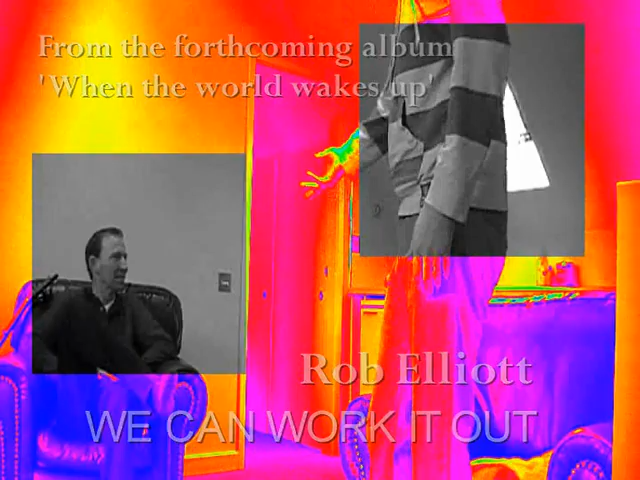 From the forthcoming album
'When the world wakes up'
Rob Elliott
WE CAN WORK IT OUT